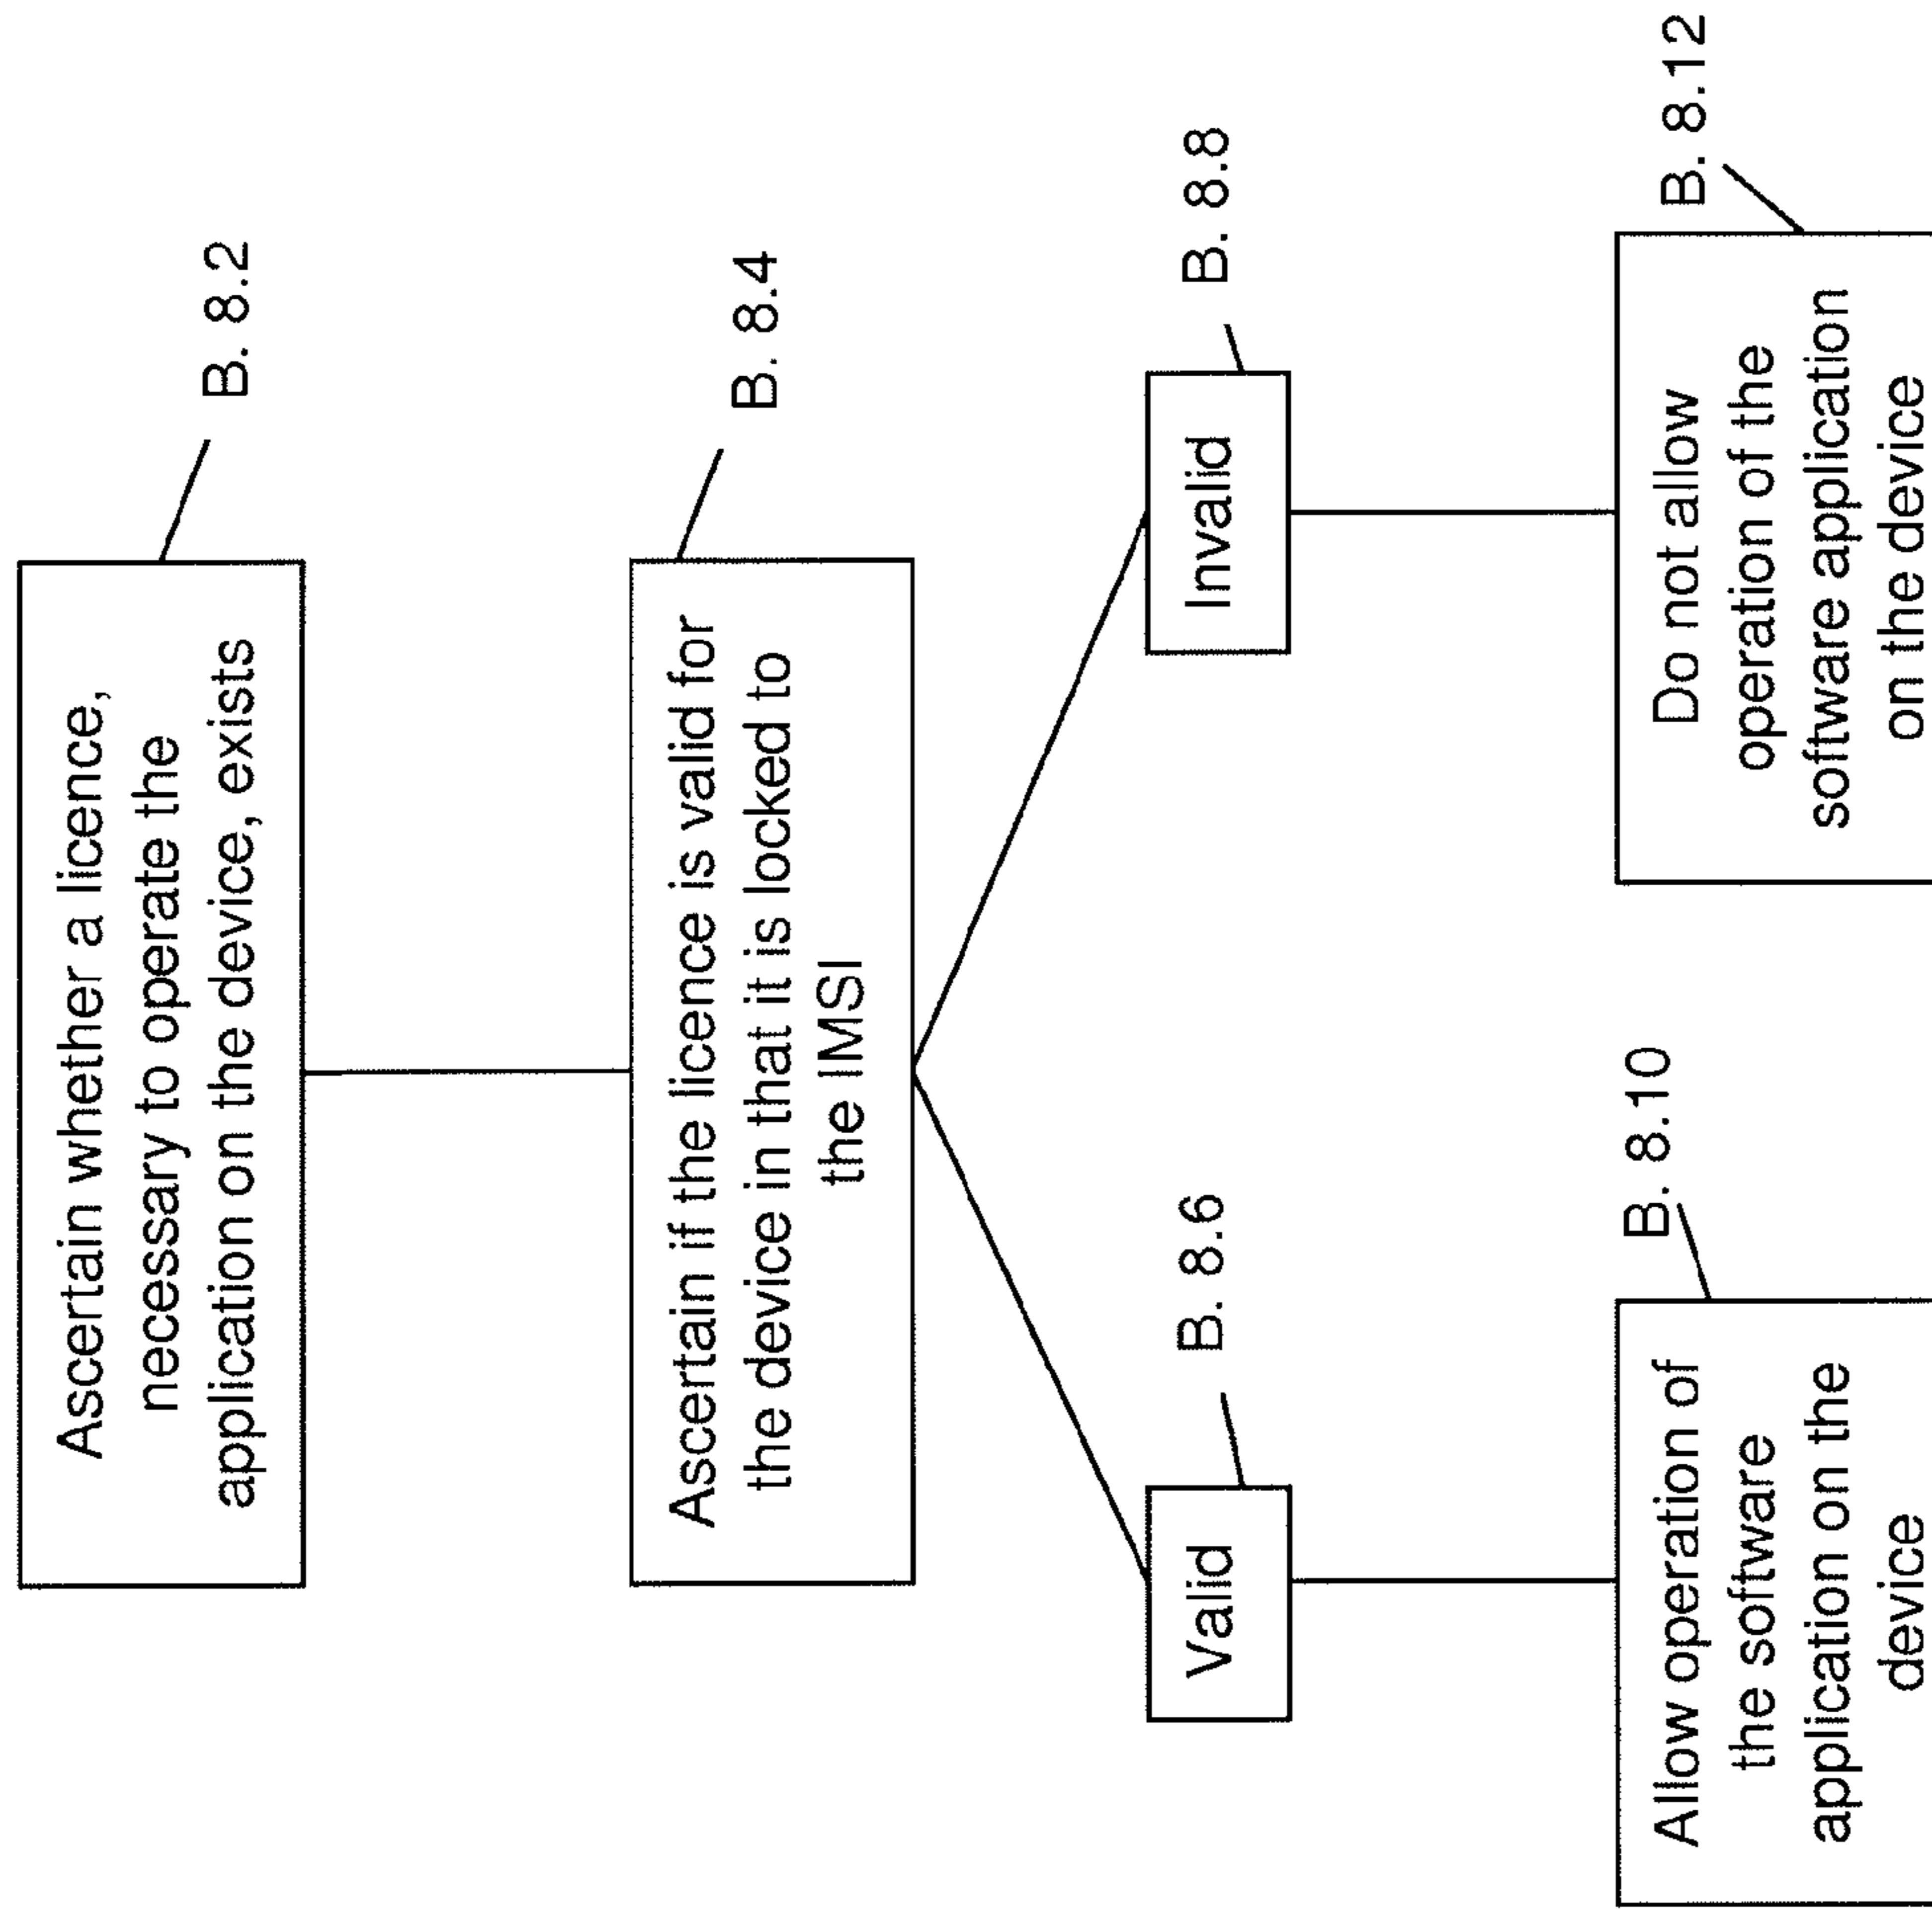 Ascertain whether a licence,
necessary to operate the
application on the device, exists
B. 8.2
Ascertain if the licence is valid for
the device in that it is locked to
the IMSI
B. 8.4
Valid
B. 8.6
Invalid
B. 8.8
Allow operation of
the software
application on the
device
B. 8.10
Do not allow
operation of the
software application
on the device
B. 8.12